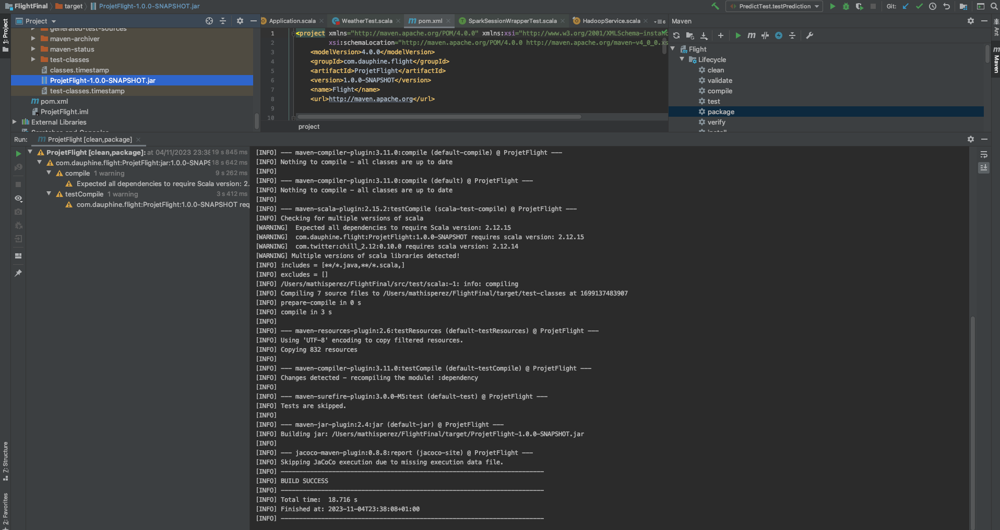 FlightFinal target ProjetFlight-1.0.0-SNAPSHOT.jar PredictTest.testPrediction Git:
1: Project
Project
generated-test-sources
maven-archiver
maven-status
test-classes
classes.timestamp
ProjetFlight-1.0.0-SNAPSHOT.jar
test-classes.timestamp
pom.xml
ProjetFlight.iml
External Libraries
Scratches and Consoles
Application.scala WeatherTest.scala pom.xml SparkSessionWrapperTest.scala HadoopService.scala 6
1 <project xmlns="http://maven.apache.org/POM/4.0.0" xmlns:xsi="http://www.w3.org/2001/XMLSchema-instanc
2 xsi:schemaLocation="http://maven.apache.org/POM/4.0.0 http://maven.apache.org/maven-v4_0_0.xs
3 <modelVersion>4.0.0</modelVersion>
4 <groupId>com.dauphine.flight</groupId>
5 <artifactId>ProjetFlight</artifactId>
6 <version>1.0.0-SNAPSHOT</version>
7 <name>Flight</name>
8 <url>http://maven.apache.org</url>
9
10
project
Maven
Flight
Lifecycle
clean
validate
compile
test
package
verify
install
Ant
Maven
Run: ProjetFlight [clean,package]
ProjetFlight [clean,package]: at 04/11/2023 23:38 19 s 845 ms
com.dauphine.flight:ProjetFlight:jar:1.0.0-SNAPS 18 s 642 ms
compile 1 warning 9 s 262 ms
Expected all dependencies to require Scala version: 2.
testCompile 1 warning 3 s 412 ms
com.dauphine.flight:ProjetFlight:1.0.0-SNAPSHOT req
[INFO] --- maven-compiler-plugin:3.11.0:compile (default-compile) @ ProjetFlight ---
[INFO] Nothing to compile - all classes are up to date
[INFO]
[INFO] --- maven-compiler-plugin:3.11.0:compile (default) @ ProjetFlight ---
[INFO] Nothing to compile - all classes are up to date
[INFO]
[INFO] --- maven-scala-plugin:2.15.2:testCompile (scala-test-compile) @ ProjetFlight ---
[INFO] Checking for multiple versions of scala
[WARNING]  Expected all dependencies to require Scala version: 2.12.15
[WARNING]  com.dauphine.flight:ProjetFlight:1.0.0-SNAPSHOT requires scala version: 2.12.15
[WARNING]  com.twitter:chill_2.12:0.10.0 requires scala version: 2.12.14
[WARNING] Multiple versions of scala libraries detected!
[INFO] includes = [**/*.java,**/*.scala,]
[INFO] excludes = []
[INFO] /Users/mathisperez/FlightFinal/src/test/scala:-1: info: compiling
[INFO] Compiling 7 source files to /Users/mathisperez/FlightFinal/target/test-classes at 1699137483907
[INFO] prepare-compile in 0 s
[INFO] compile in 3 s
[INFO]
[INFO] --- maven-resources-plugin:2.6:testResources (default-testResources) @ ProjetFlight ---
[INFO] Using 'UTF-8' encoding to copy filtered resources.
[INFO] Copying 832 resources
[INFO]
[INFO] --- maven-compiler-plugin:3.11.0:testCompile (default-testCompile) @ ProjetFlight ---
[INFO] Changes detected - recompiling the module! :dependency
[INFO]
[INFO] --- maven-surefire-plugin:3.0.0-M5:test (default-test) @ ProjetFlight ---
[INFO] Tests are skipped.
[INFO]
[INFO] --- maven-jar-plugin:2.4:jar (default-jar) @ ProjetFlight ---
[INFO] Building jar: /Users/mathisperez/FlightFinal/target/ProjetFlight-1.0.0-SNAPSHOT.jar
[INFO]
[INFO] --- jacoco-maven-plugin:0.8.8:report (jacoco-site) @ ProjetFlight ---
[INFO] Skipping JaCoCo execution due to missing execution data file.
[INFO] ------------------------------------------------------------------------
[INFO] BUILD SUCCESS
[INFO] ------------------------------------------------------------------------
[INFO] Total time:  18.716 s
[INFO] Finished at: 2023-11-04T23:38:08+01:00
[INFO] ------------------------------------------------------------------------
Z: Structure
2: Favorites